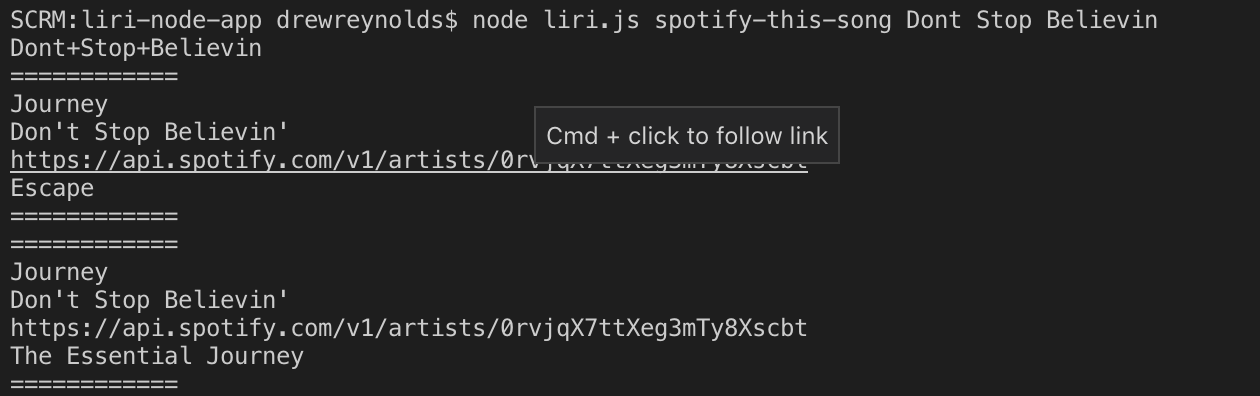 SCRM:liri-node-app drewreynolds$ node liri.js spotify-this-song Dont Stop Believin
Dont+Stop+Believin
============
Journey
Don't Stop Believin'
Cmd + click to follow link
https://api.spotify.com/v1/artists/0rvjqX7ttXeg3mTy8Xscbt
Escape
============
============
Journey
Don't Stop Believin'
https://api.spotify.com/v1/artists/0rvjqX7ttXeg3mTy8Xscbt
The Essential Journey
============